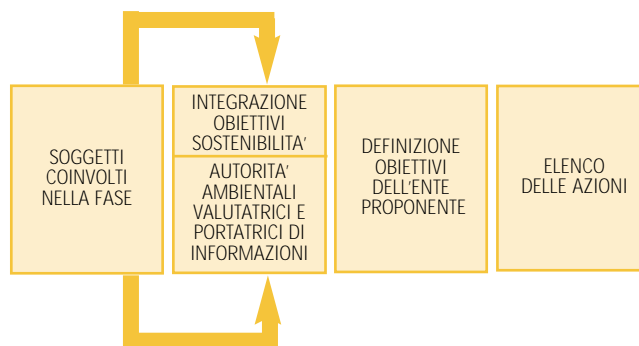 SOGGETTI
COINVOLTI
NELLA FASE
INTEGRAZIONE
OBIETTIVI
SOSTENIBILITA'
AUTORITA'
AMBIENTALI
VALUTATRICI E
PORTATRICI DI
INFORMAZIONI
DEFINIZIONE
OBIETTIVI
DELL'ENTE
PROPONENTE
ELENCO
DELLE AZIONI